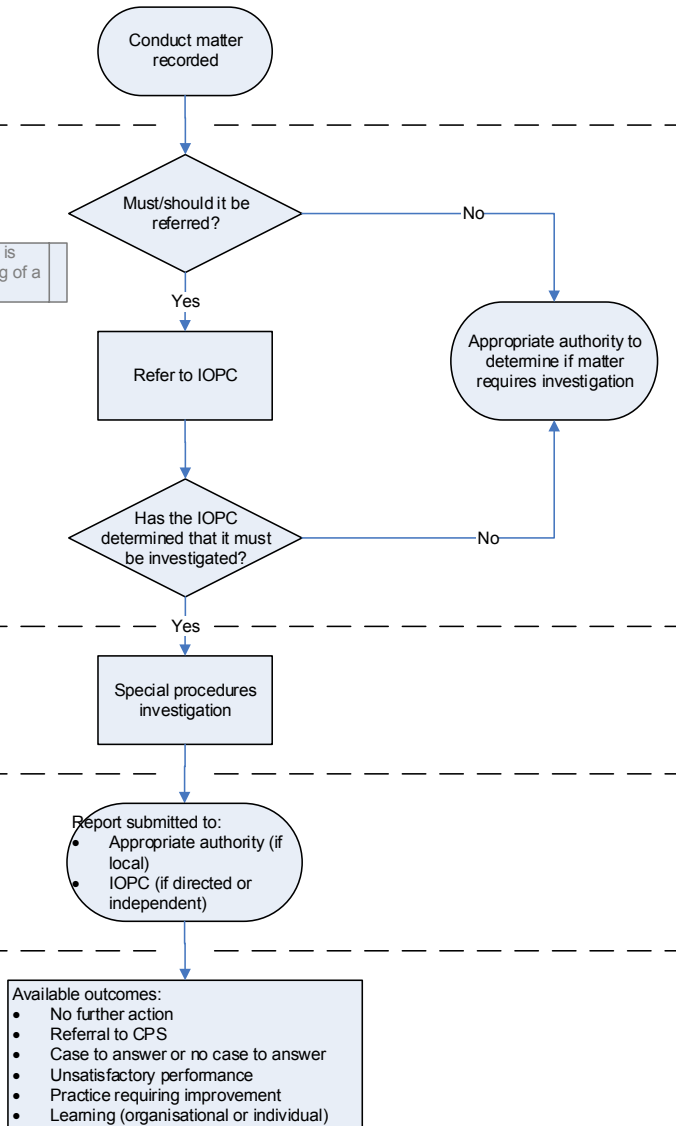 Conduct matter
recorded
Must/should it be
referred?
No
is
g of a
Yes
Refer to IOPC
Appropriate authority to
determine if matter
requires investigation
Has the IOPC
determined that it must
be investigated?
No
Yes
Special procedures
investigation
Report submitted to:
• Appropriate authority (if
local)
• IOPC (if directed or
independent)
Available outcomes:
• No further action
• Referral to CPS
• Case to answer or no case to answer
• Unsatisfactory performance
• Practice requiring improvement
• Learning (organisational or individual)